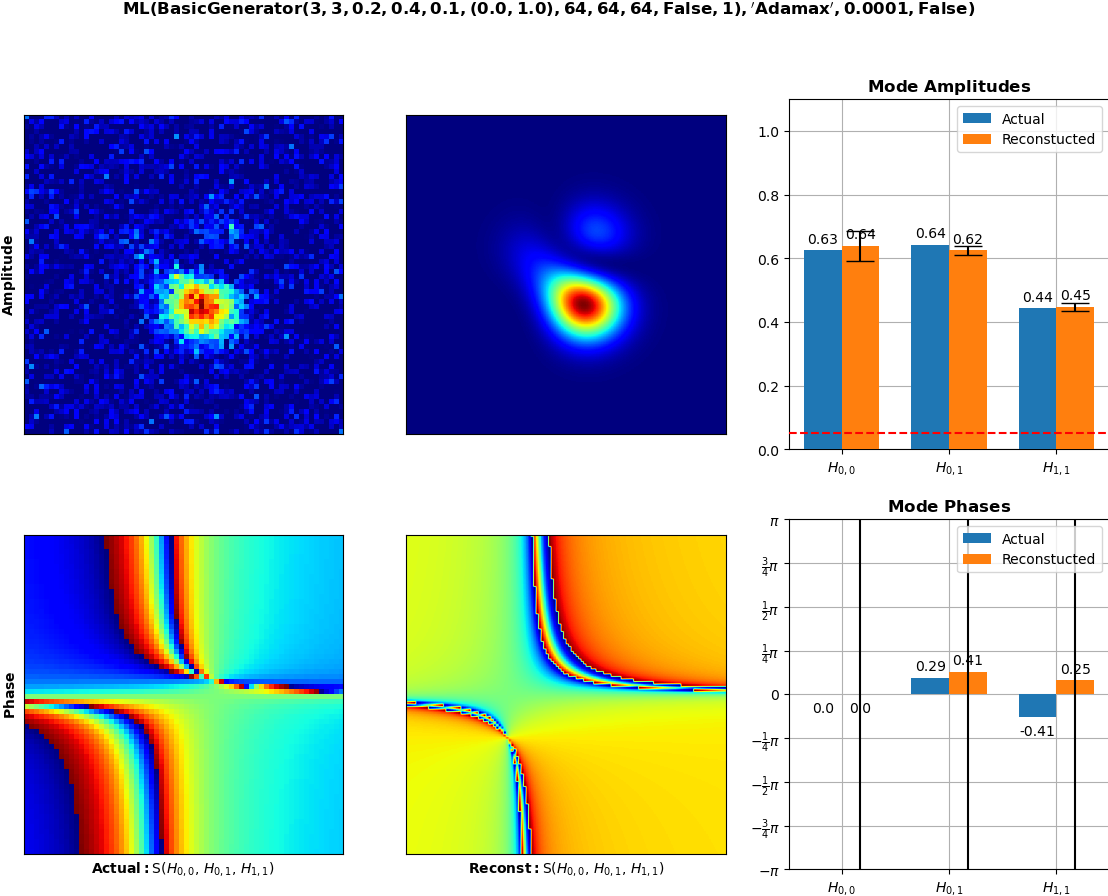 ML(BasicGenerator(3, 3, 0.2, 0.4, 0.1, (0.0, 1.0), 64, 64, 64, False, 1), ′Adamax′, 0.0001, False)
Amplitude
Mode Amplitudes
Actual
Reconstucted
1.0
0.8
0.6
0.4
0.2
0.0
0.63 0.64 0.64 0.62 0.44 0.45
H0,0 H0,1 H1,1
Phase
Actual: S(H0,0, H0,1, H1,1)
Reconst: S(H0,0, H0,1, H1,1)
Mode Phases
Actual
Reconstucted
π
3/4π
1/2π
1/4π
0
−1/4π
−1/2π
−3/4π
−π
0.0 0.0 0.29 0.41 -0.41 0.25
H0,0 H0,1 H1,1